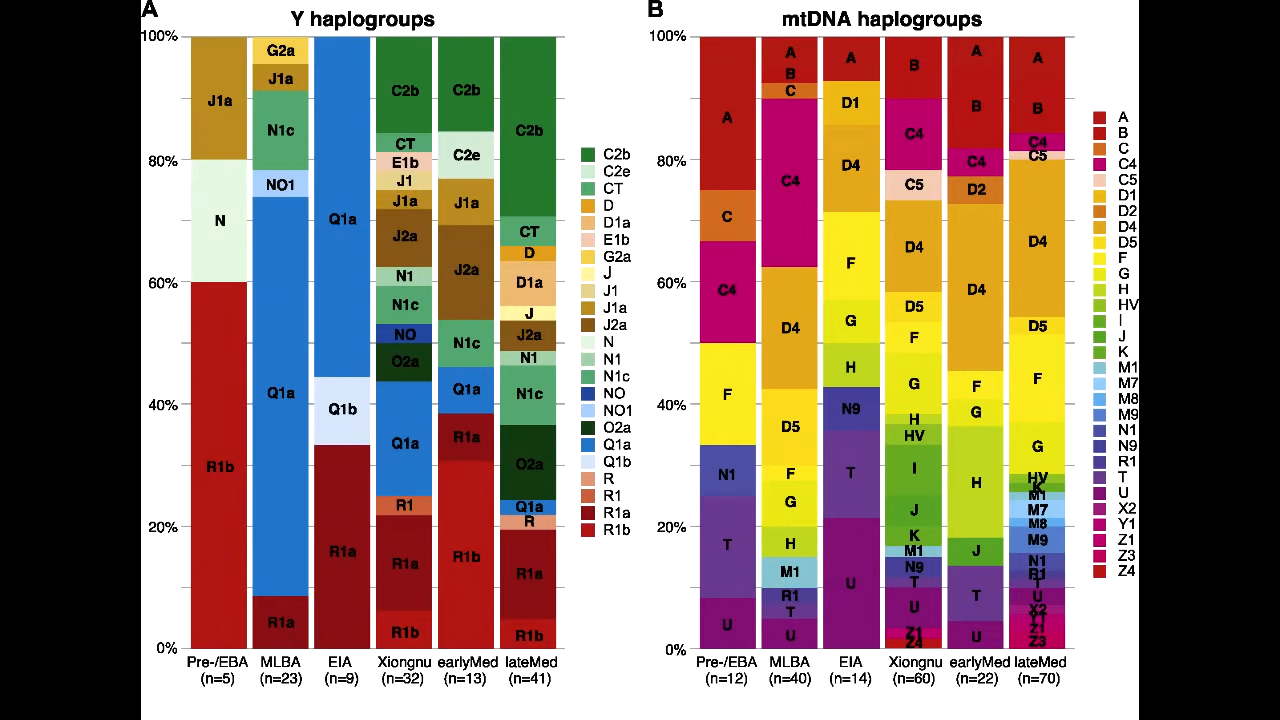 A
Y haplogroups
100%
80%
60%
40%
20%
0%
J1a
N
R1b
G2a
J1a
N1c
NO1
Q1a
R1a
Q1a
Q1b
R1a
C2b
CT
E1b
J1
J1a
J2a
N1
N1c
NO
O2a
Q1a
R1
R1a
R1b
C2b
C2e
J1a
J2a
N1c
Q1a
R1a
R1b
C2b
CT
D
D1a
J
J2a
N1
N1c
O2a
Q1a
R
R1a
R1b
Pre-/EBA MLBA EIA Xiongnu earlyMed lateMed
(n=5) (n=23) (n=9) (n=32) (n=13) (n=41)
C2b
C2e
CT
D
D1a
E1b
G2a
J
J1
J1a
J2a
N
N1
N1c
NO
NO1
O2a
Q1a
Q1b
R
R1
R1a
R1b
B
mtDNA haplogroups
100%
80%
60%
40%
20%
0%
A
C
C4
F
N1
T
U
A
B
C
C4
D4
D5
F
G
H
M1
R1
T
U
A
D1
D4
F
G
H
N9
T
U
B
C4
C5
D4
D5
F
G
H
HV
I
J
K
M1
N9
T
U
Z1
Z4
A
B
C4
D2
D4
F
G
H
J
T
U
A
B
C4
C5
D4
D5
F
G
HV
K
M1
M7
M8
M9
N1
R1
T
U
X2
Y1
Z1
Z3
Pre-/EBA MLBA EIA Xiongnu earlyMed lateMed
(n=12) (n=40) (n=14) (n=60) (n=22) (n=70)
A
B
C
C4
C5
D1
D2
D4
D5
F
G
H
HV
I
J
K
M1
M7
M8
M9
N1
N9
R1
T
U
X2
Y1
Z1
Z3
Z4